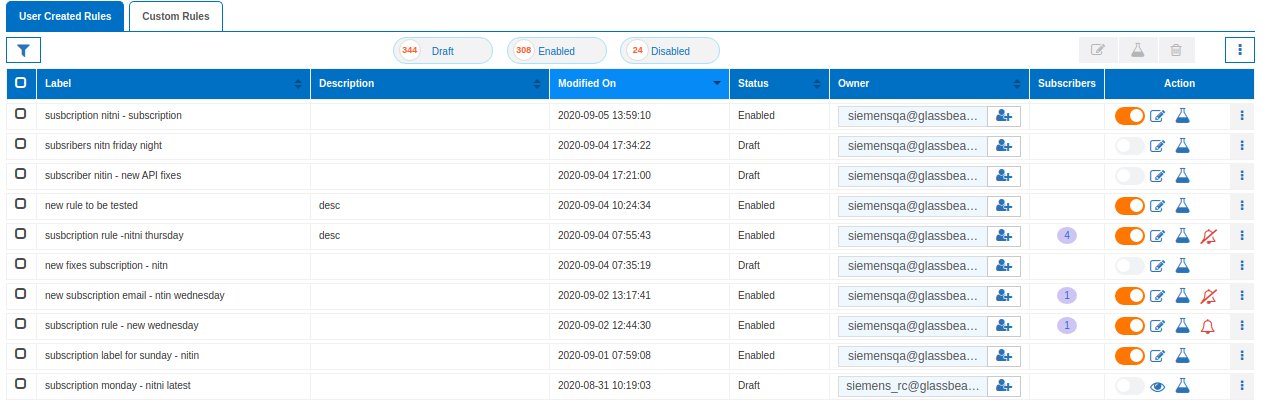 User Created Rules Custom Rules
344 Draft 308 Enabled 24 Disabled
Label Description Modified On Status Owner Subscribers Action
susbcription nitni - subscription 2020-09-05 13:59:10 Enabled siemensqa@glassbea...
subsribers nitn friday night 2020-09-04 17:34:22 Draft siemensqa@glassbea...
subscriber nitin - new API fixes 2020-09-04 17:21:00 Draft siemensqa@glassbea...
new rule to be tested desc 2020-09-04 10:24:34 Enabled siemensqa@glassbea...
susbcription rule -nitni thursday desc 2020-09-04 07:55:43 Enabled siemensqa@glassbea... 4
new fixes subscription - nitn 2020-09-04 07:35:19 Draft siemensqa@glassbea...
new subscription email - ntin wednesday 2020-09-02 13:17:41 Enabled siemensqa@glassbea... 1
subscription rule - new wednesday 2020-09-02 12:44:30 Enabled siemensqa@glassbea... 1
subscription label for sunday - nitin 2020-09-01 07:59:08 Enabled siemensqa@glassbea...
subscription monday - nitni latest 2020-08-31 10:19:03 Draft siemens_rc@glassbea...